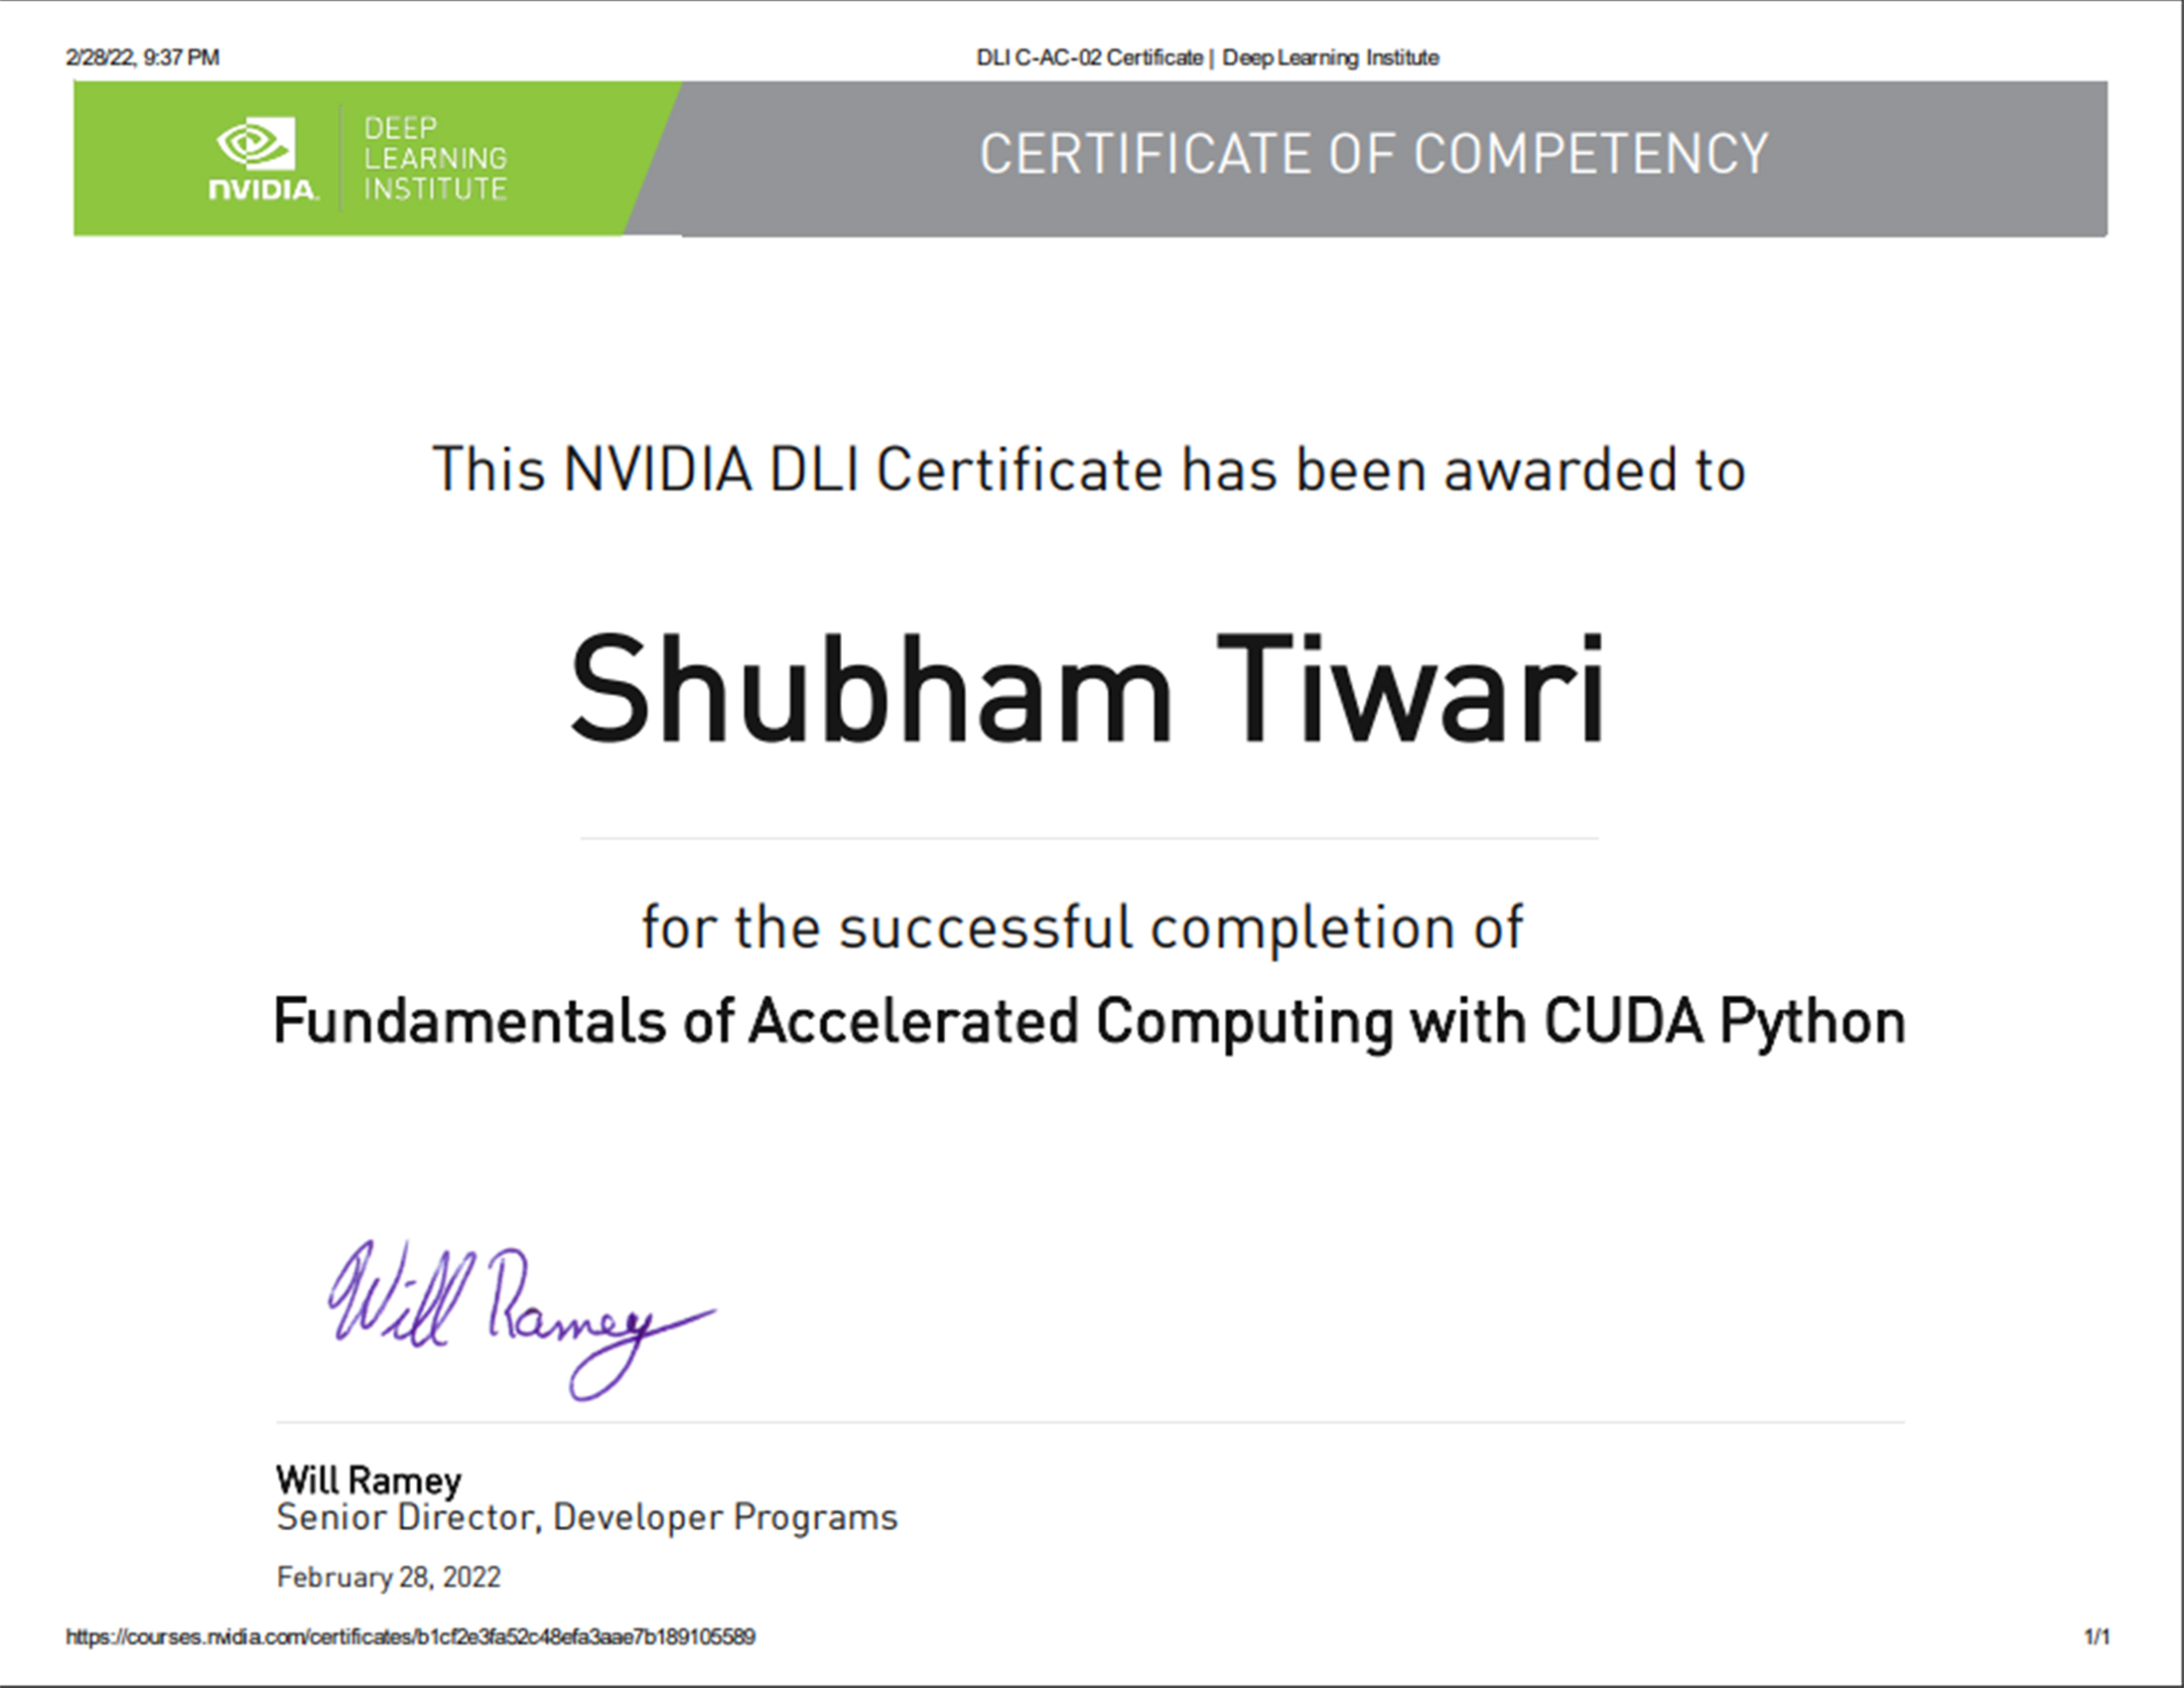 2/28/22, 9:37 PM DLI C-AC-02 Certificate | Deep Learning Institute
NVIDIA.
DEEP
LEARNING
INSTITUTE
CERTIFICATE OF COMPETENCY
This NVIDIA DLI Certificate has been awarded to
Shubham Tiwari
for the successful completion of
Fundamentals of Accelerated Computing with CUDA Python
Will Ramey
Will Ramey
Senior Director, Developer Programs
February 28, 2022
https://courses.nvidia.com/certificates/b1cf2e3fa52c48efa3aae7b189105589 1/1